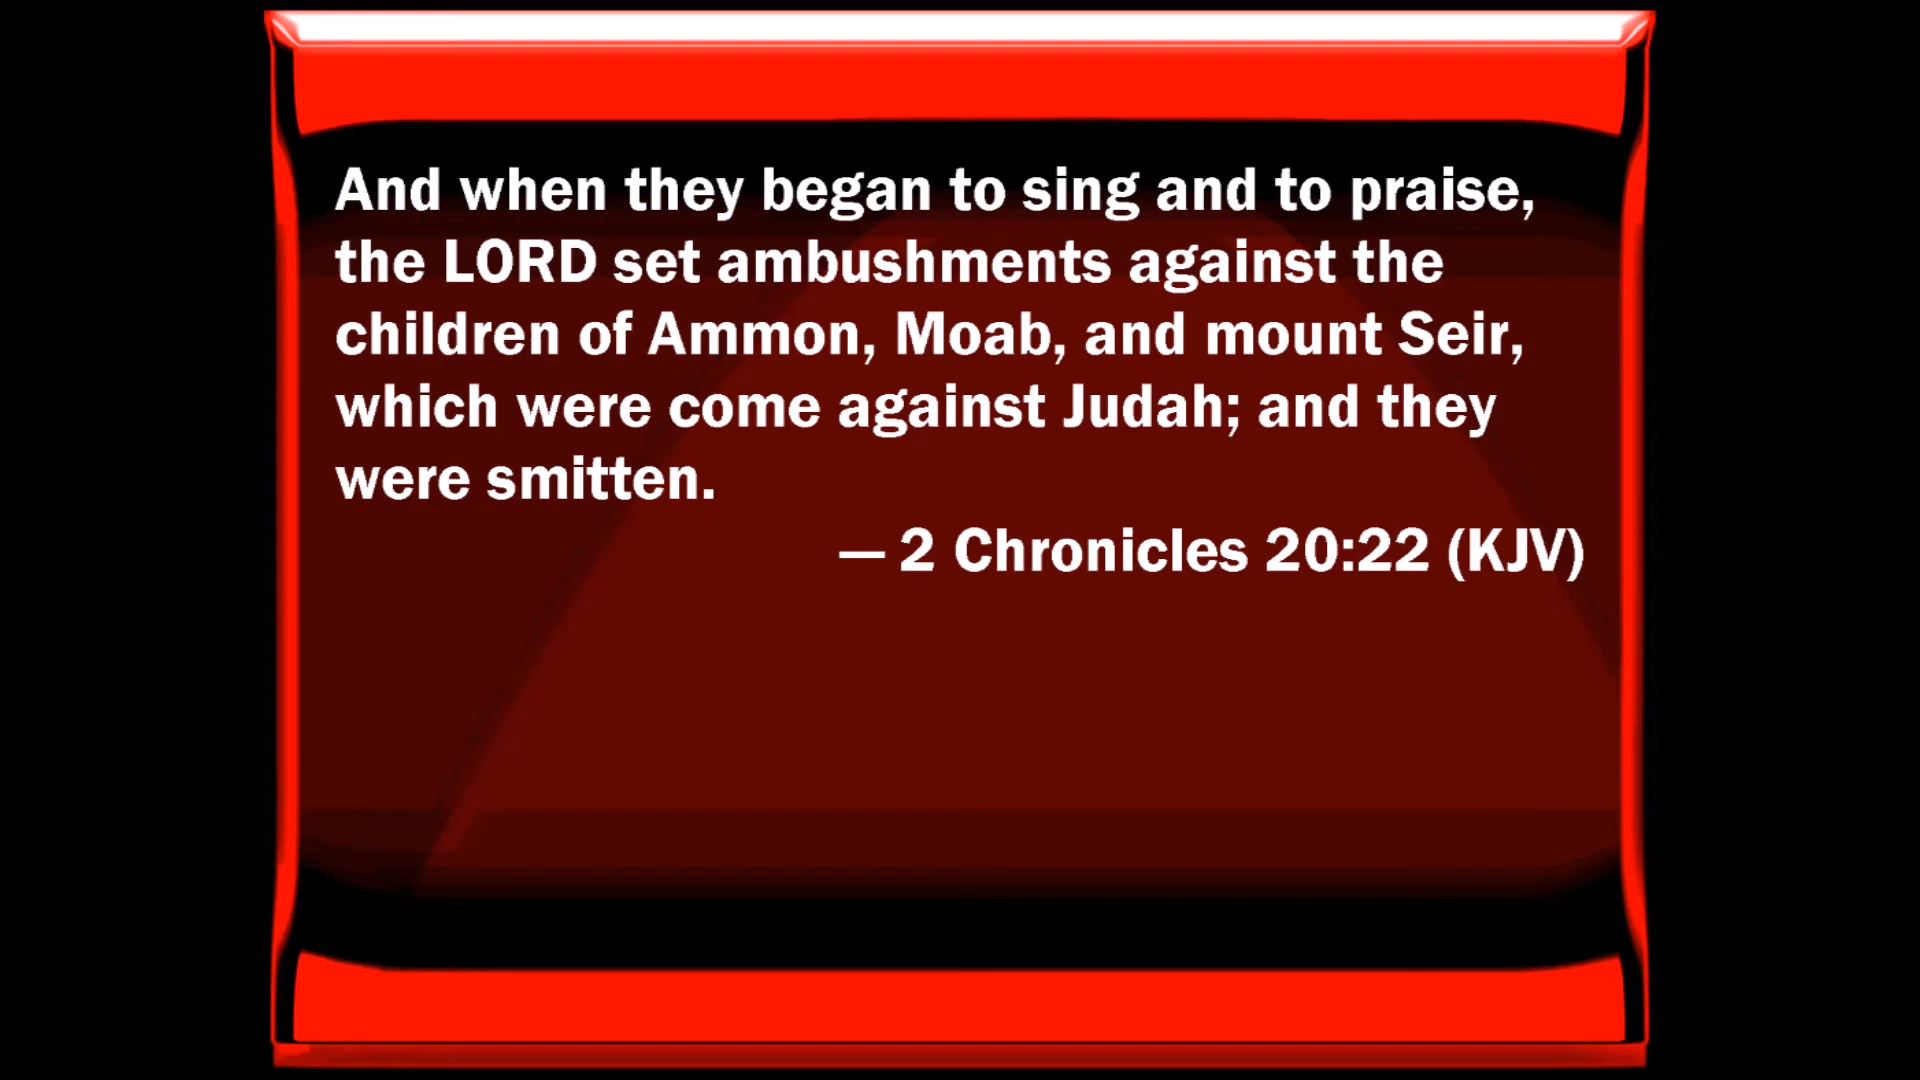 And when they began to sing and to praise,
the LORD set ambushments against the
children of Ammon, Moab, and mount Seir,
which were come against Judah; and they
were smitten.
— 2 Chronicles 20:22 (KJV)